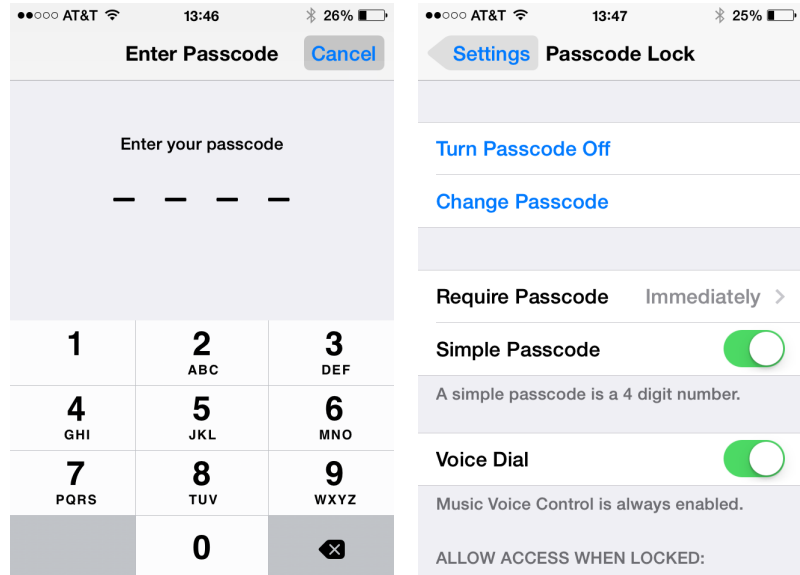 AT&T 13:46 26%
Enter Passcode Cancel
Enter your passcode
1 2 ABC 3 DEF
4 GHI 5 JKL 6 MNO
7 PQRS 8 TUV 9 WXYZ
0
AT&T 13:47 25%
Settings Passcode Lock
Turn Passcode Off
Change Passcode
Require Passcode Immediately
Simple Passcode
A simple passcode is a 4 digit number.
Voice Dial
Music Voice Control is always enabled.
ALLOW ACCESS WHEN LOCKED: